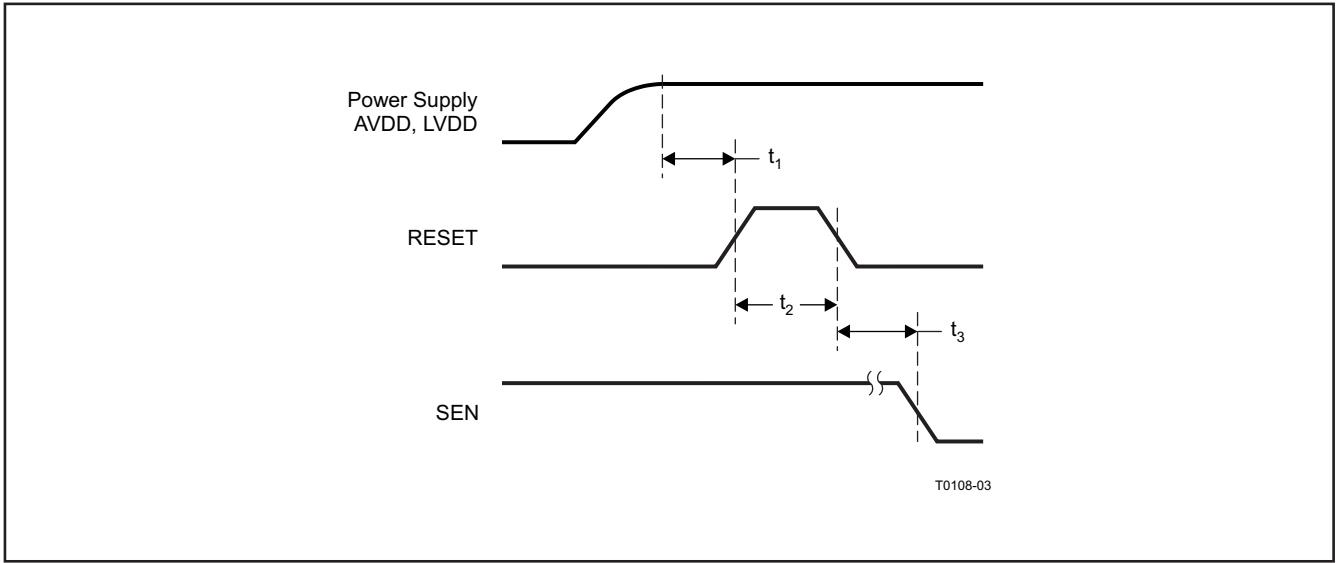 Power Supply
AVDD, LVDD
t1
RESET
t2
t3
SEN
T0108-03